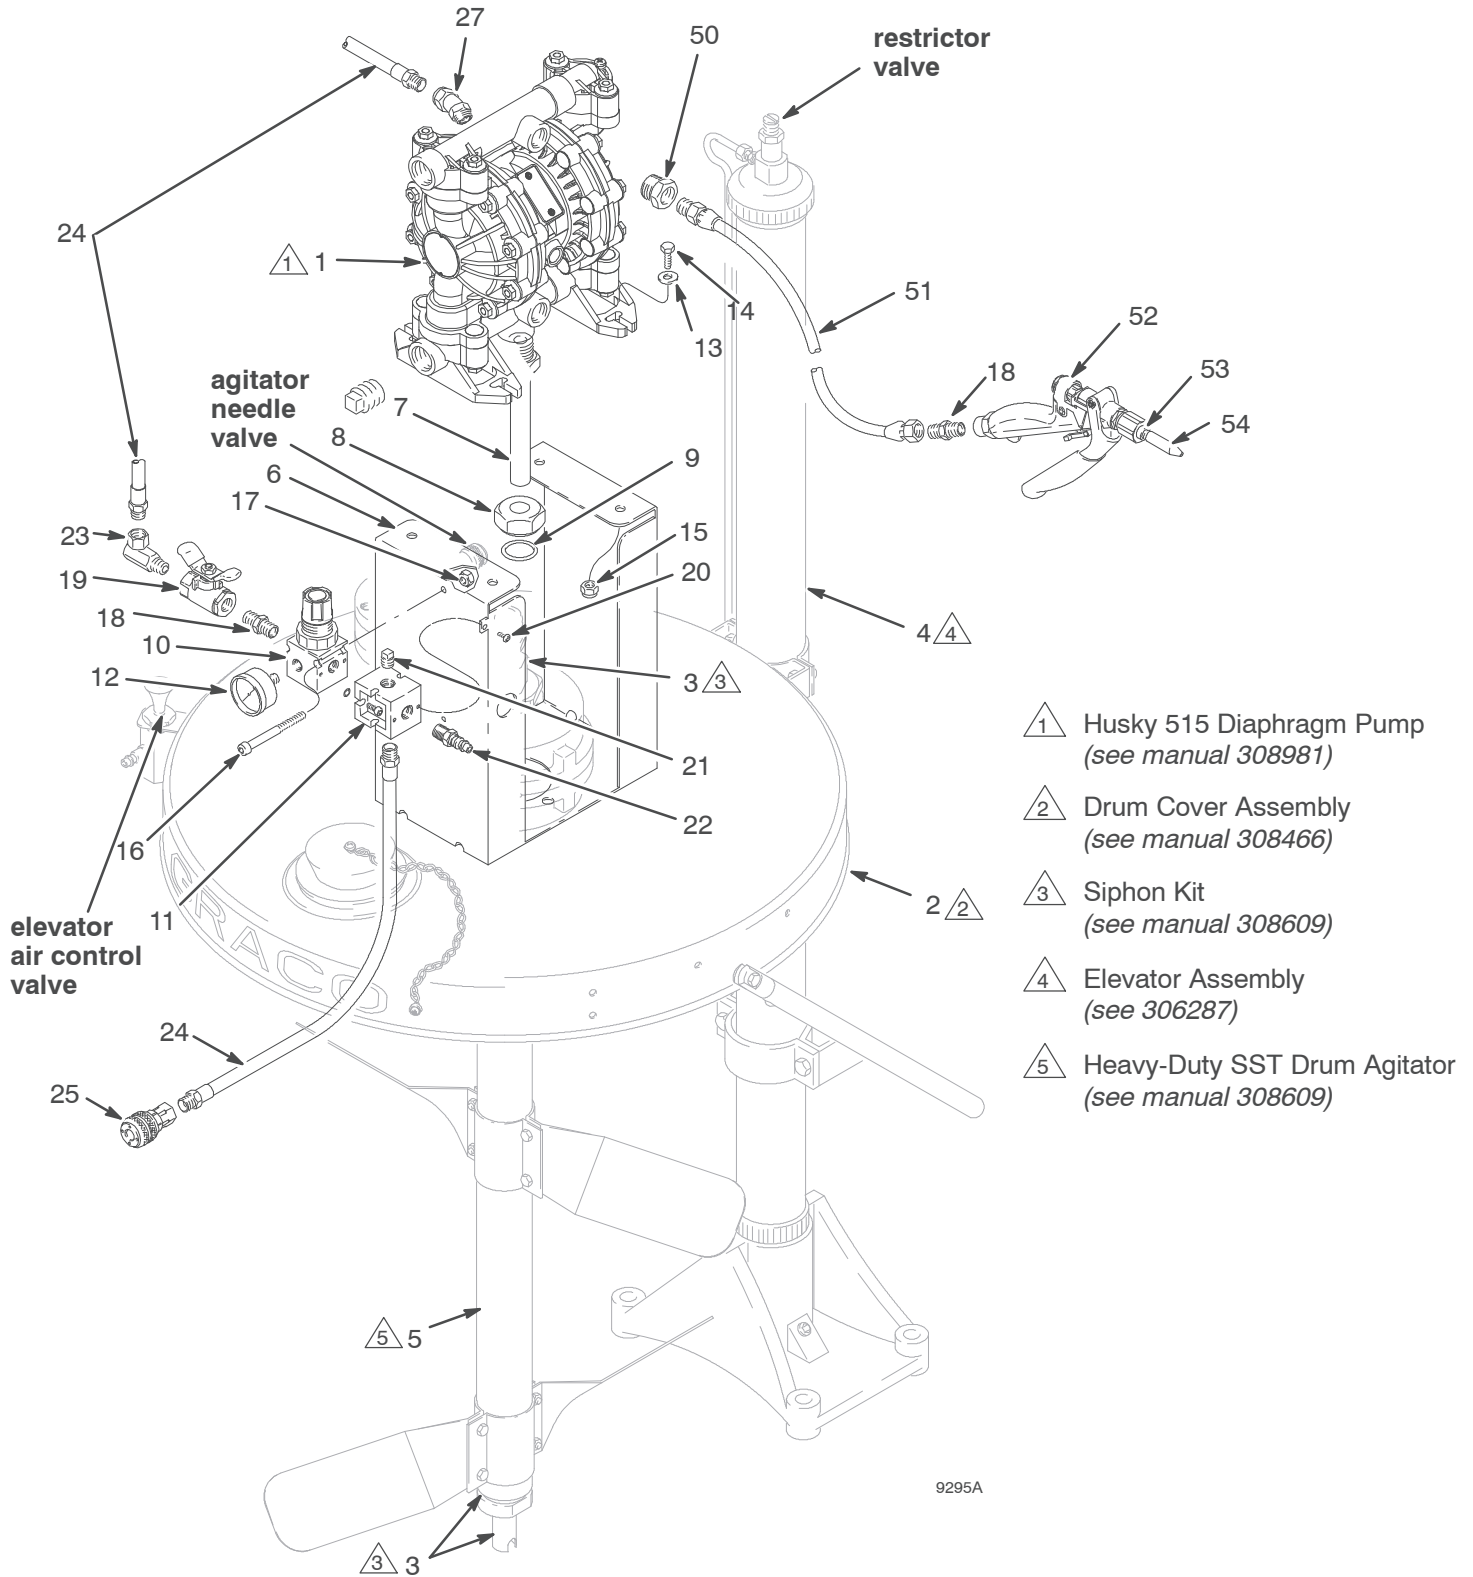 27
50
restrictor
valve
24
1 1
14
13
51
52
18
53
54
agitator
needle
valve
7
8
6
17
9
15
20
23
19
18
10
12
4 4
3 3
21
22
16
11
elevator
air control
valve
2 2
GRACO
24
25
5 5
3 3
9295A
1 Husky 515 Diaphragm Pump
(see manual 308981)
2 Drum Cover Assembly
(see manual 308466)
3 Siphon Kit
(see manual 308609)
4 Elevator Assembly
(see 306287)
5 Heavy-Duty SST Drum Agitator
(see manual 308609)